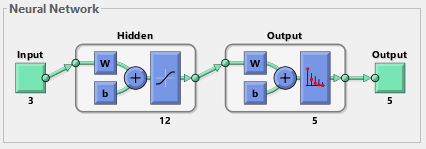 Neural Network
Hidden
Output
Input
W
b
+
W
b
+
Output
3
12
5
5